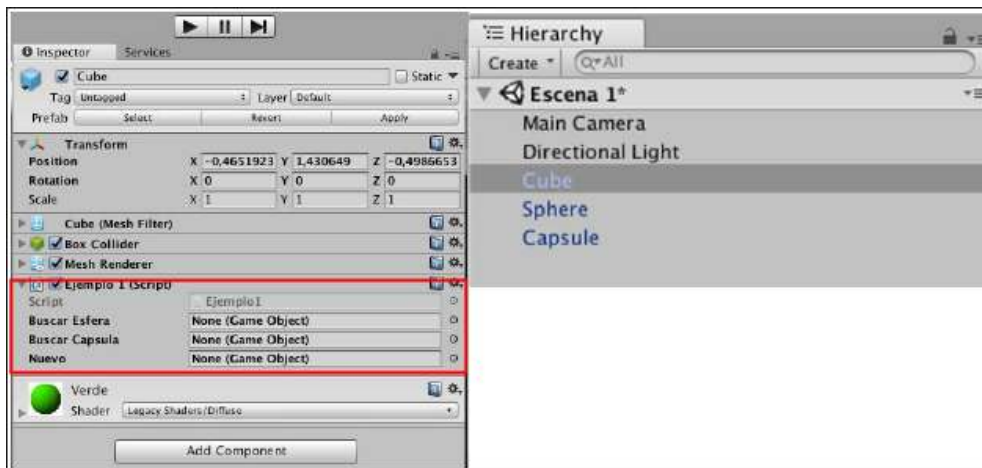 Inspector Services
Cube Static
Tag Untagged Layer Default
Prefab Select Revert Apply
Transform
Position X -0,4651923 Y 1,430649 Z -0,4986653
Rotation X 0 Y 0 Z 0
Scale X 1 Y 1 Z 1
Cube (Mesh Filter)
Box Collider
Mesh Renderer
Ejemplo 1 (Script)
Script Ejemplo1
Buscar Esfera None (Game Object)
Buscar Capsula None (Game Object)
Nuevo None (Game Object)
Verde
Shader Legacy Shaders/Diffuse
Add Component
Hierarchy
Create All
Escena 1*
Main Camera
Directional Light
Cube
Sphere
Capsule